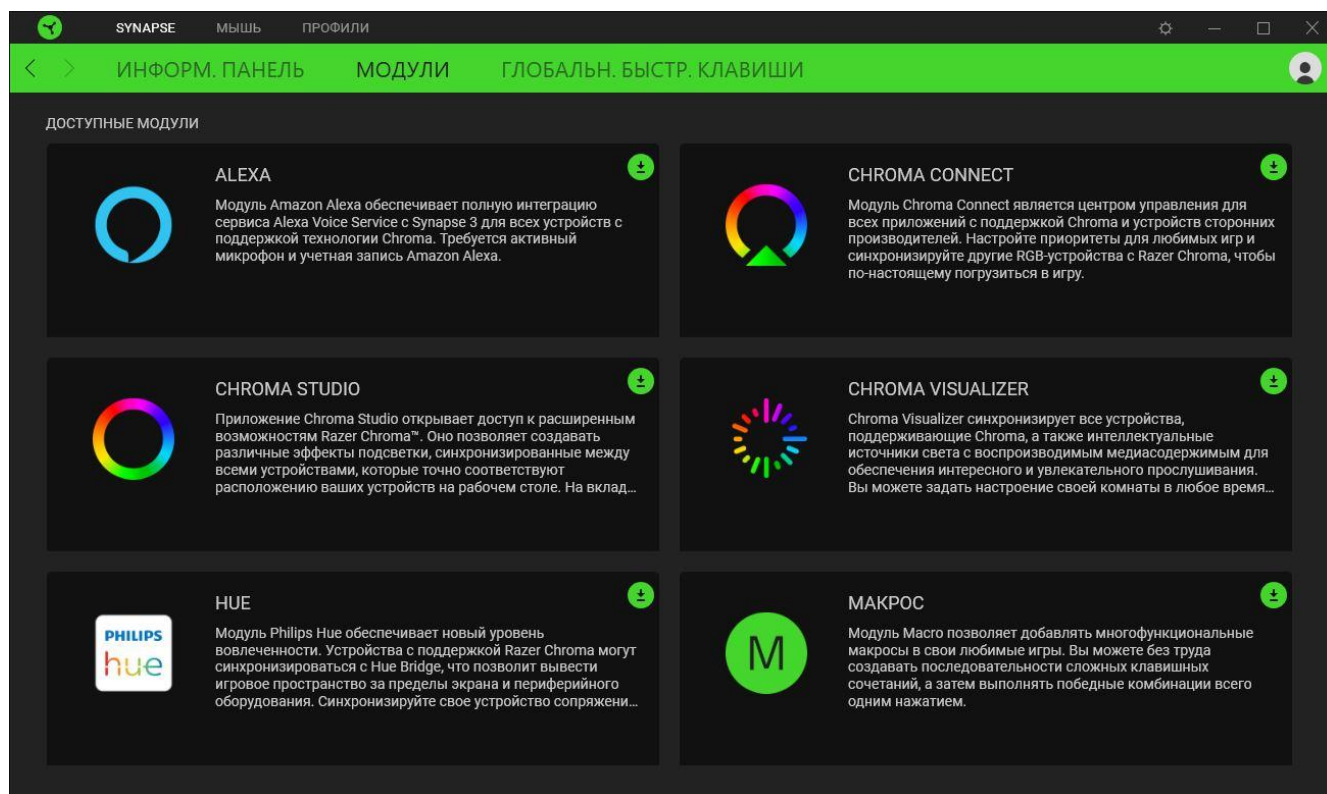 SYNAPSE МЫШЬ ПРОФИЛИ
ИНФОРМ. ПАНЕЛЬ МОДУЛИ ГЛОБАЛЬН. БЫСТР. КЛАВИШИ
ДОСТУПНЫЕ МОДУЛИ
ALEXA
Модуль Amazon Alexa обеспечивает полную интеграцию
сервиса Alexa Voice Service с Synapse 3 для всех устройств с
поддержкой технологии Chroma. Требуется активный
микрофон и учетная запись Amazon Alexa.
CHROMA CONNECT
Модуль Chroma Connect является центром управления для
всех приложений с поддержкой Chroma и устройств сторонних
производителей. Настройте приоритеты для любимых игр и
синхронизируйте другие RGB-устройства с Razer Chroma, чтобы
по-настоящему погрузиться в игру.
CHROMA STUDIO
Приложение Chroma Studio открывает доступ к расширенным
возможностям Razer Chroma™. Оно позволяет создавать
различные эффекты подсветки, синхронизированные между
всеми устройствами, которые точно соответствуют
расположению ваших устройств на рабочем столе. На вклад...
CHROMA VISUALIZER
Chroma Visualizer синхронизирует все устройства,
поддерживающие Chroma, а также интеллектуальные
источники света с воспроизводимым медиасодержимым для
обеспечения интересного и увлекательного прослушивания.
Вы можете задать настроение своей комнаты в любое время...
PHILIPS
hue
HUE
Модуль Philips Hue обеспечивает новый уровень
вовлеченности. Устройства с поддержкой Razer Chroma могут
синхронизироваться с Hue Bridge, что позволит вывести
игровое пространство за пределы экрана и периферийного
оборудования. Синхронизируйте свое устройство сопряжени...
M
МАКРОС
Модуль Macro позволяет добавлять многофункциональные
макросы в свои любимые игры. Вы можете без труда
создавать последовательности сложных клавишных
сочетаний, а затем выполнять победные комбинации всего
одним нажатием.